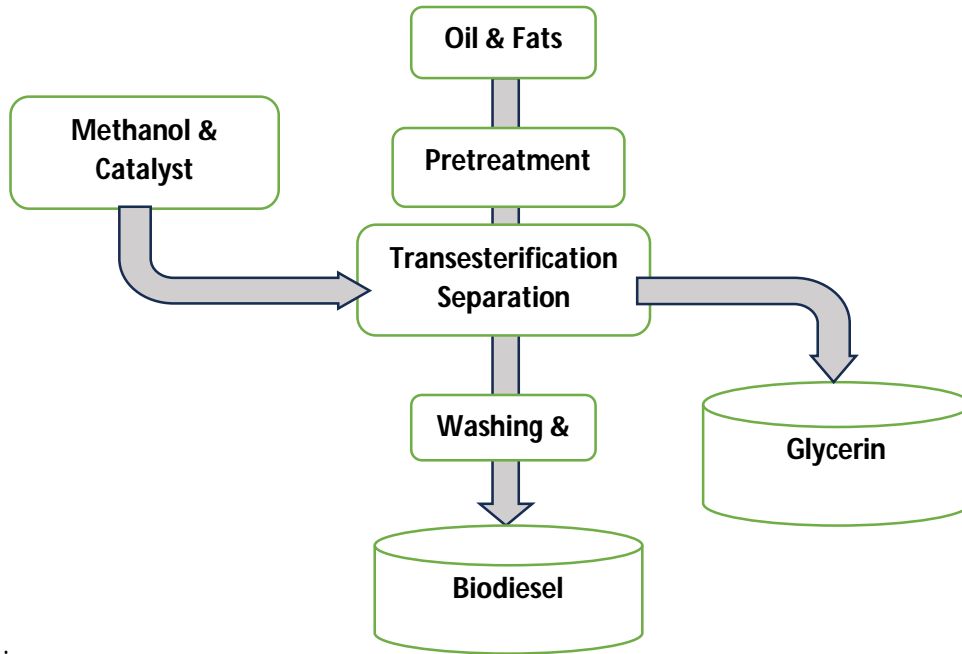 Oil & Fats
Methanol &
Catalyst
Pretreatment
Transesterification
Separation
Washing &
Glycerin
Biodiesel
.